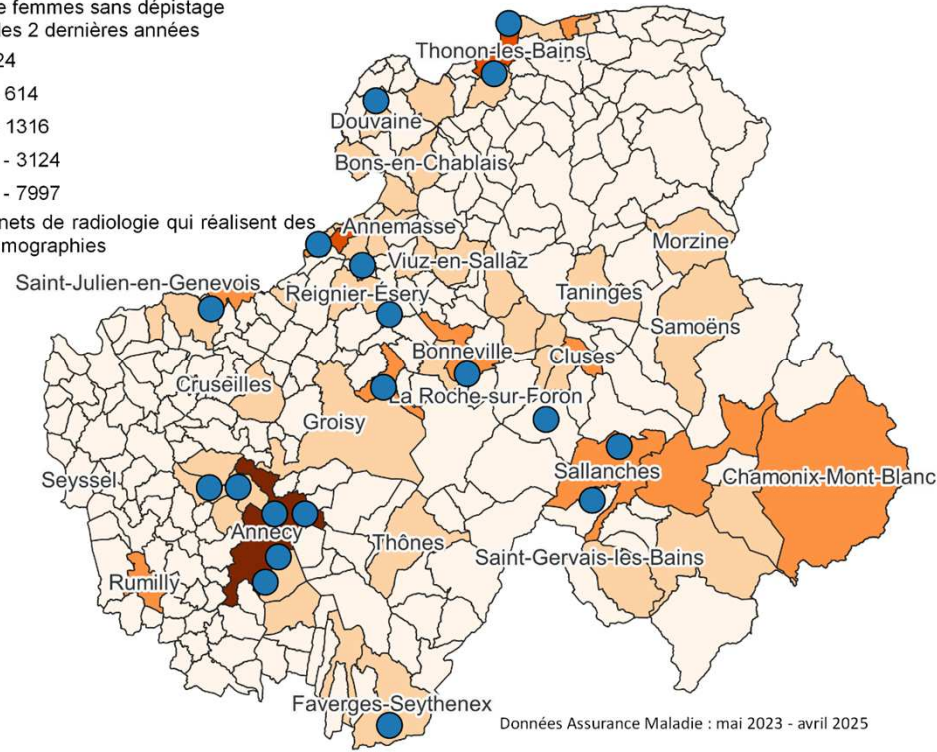 e femmes sans dépistage
des 2 dernières années
24
614
1316
- 3124
- 7997
nets de radiologie qui réalisent des
mographies
Thonon-les-Bains
Douvaine
Bons-en-Chablais
Annemasse
Morzine
Viuz-en-Sallaz
Saint-Julien-en-Genevois
Reignier-Ésery
Taninges
Samoëns
Bonneville
Cluses
Cruseilles
La Roche-sur-Foron
Groisy
Sallanches
Chamonix-Mont-Blanc
Seyssel
Annecy
Thônes
Saint-Gervais-les-Bains
Rumilly
Faverges-Seythenex
Données Assurance Maladie : mai 2023 - avril 2025